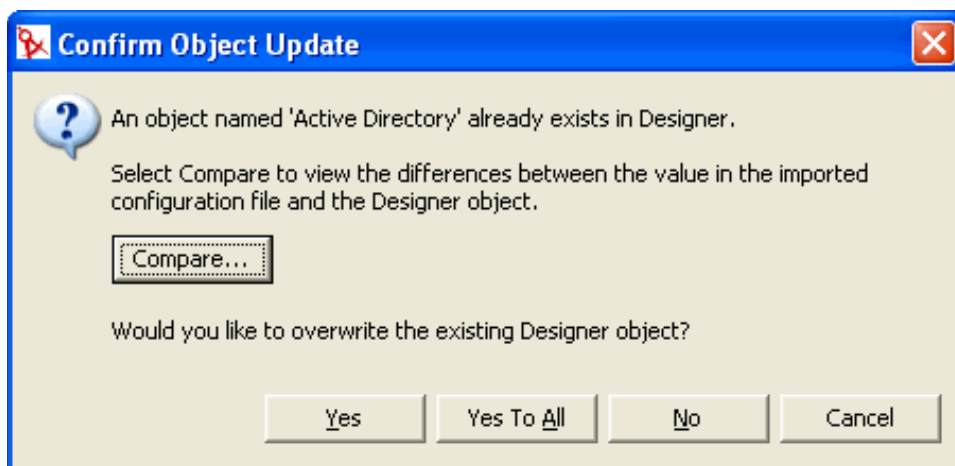 Confirm Object Update
An object named 'Active Directory' already exists in Designer.
Select Compare to view the differences between the value in the imported
configuration file and the Designer object.
Compare...
Would you like to overwrite the existing Designer object?
Yes Yes To All No Cancel